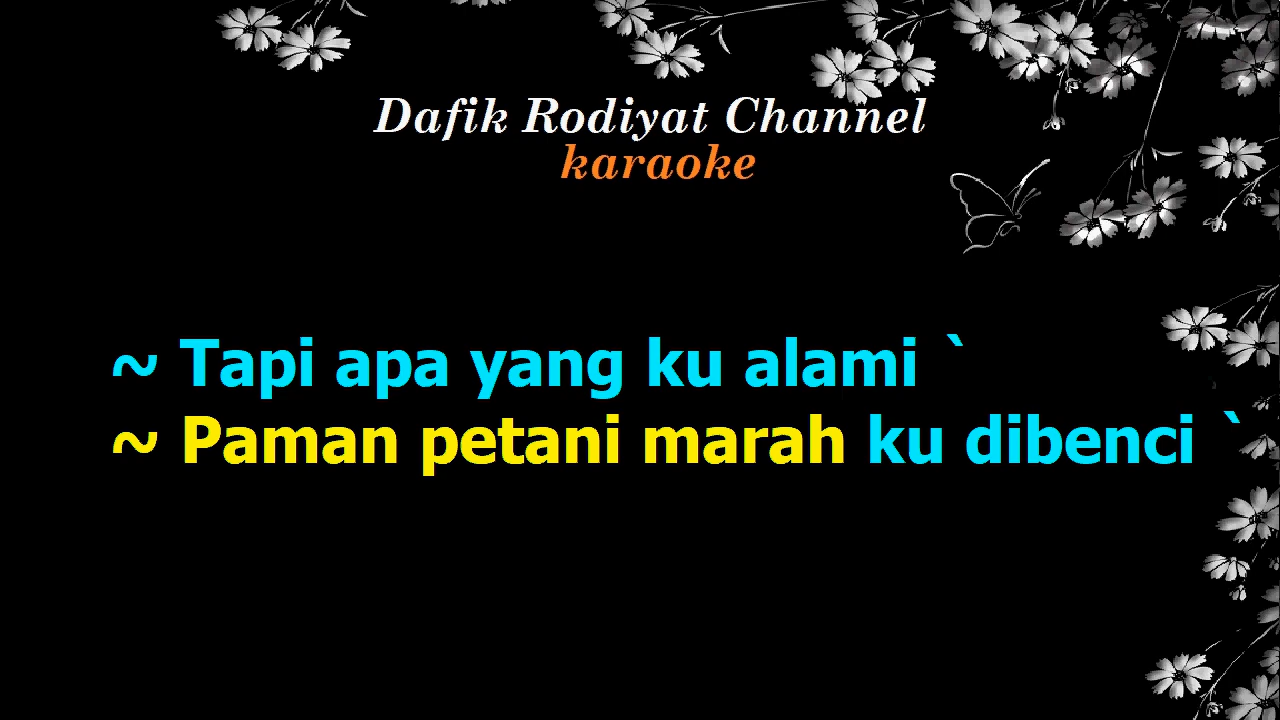 Dafik Rodiyat Channel
karaoke
~ Tapi apa yang ku alami `
~ Paman petani marah ku dibenci `